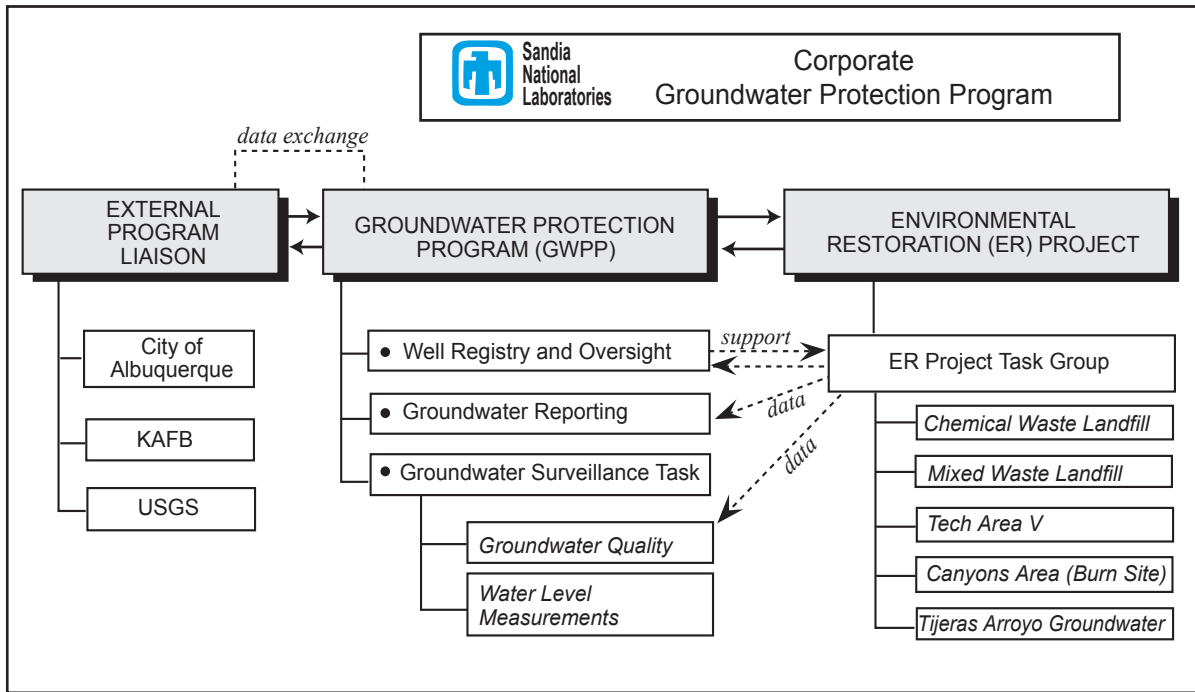 Sandia
National
Laboratories
Corporate
Groundwater Protection Program
data exchange
EXTERNAL
PROGRAM
LIAISON
GROUNDWATER PROTECTION
PROGRAM (GWPP)
ENVIRONMENTAL
RESTORATION (ER) PROJECT
City of
Albuquerque
KAFB
USGS
• Well Registry and Oversight
• Groundwater Reporting
• Groundwater Surveillance Task
Groundwater Quality
Water Level
Measurements
support
data
data
ER Project Task Group
Chemical Waste Landfill
Mixed Waste Landfill
Tech Area V
Canyons Area (Burn Site)
Tijeras Arroyo Groundwater